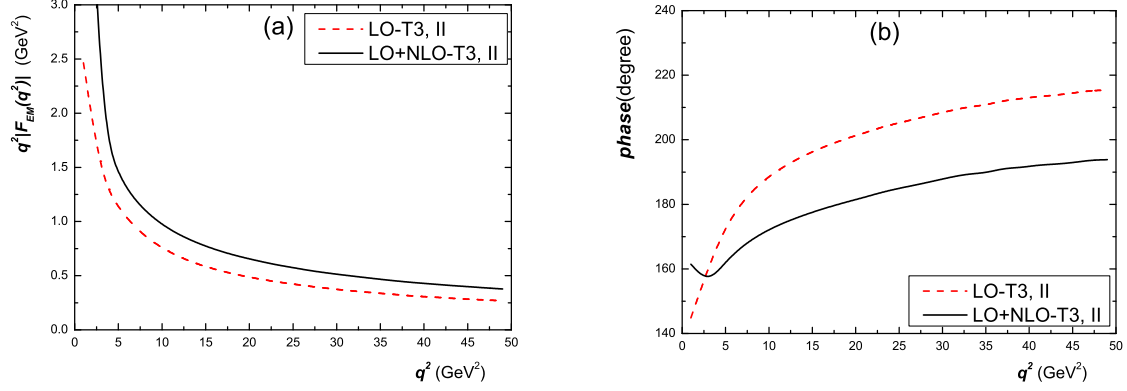 (a)
LO-T3, II
LO+NLO-T3, II
q²|F_EM(q²)| (GeV²)
3.0
2.5
2.0
1.5
1.0
0.5
0.0
0 5 10 15 20 25 30 35 40 45 50
q² (GeV²)
(b)
phase(degree)
240
220
200
180
160
140
LO-T3, II
LO+NLO-T3, II
0 5 10 15 20 25 30 35 40 45 50
q² (GeV²)